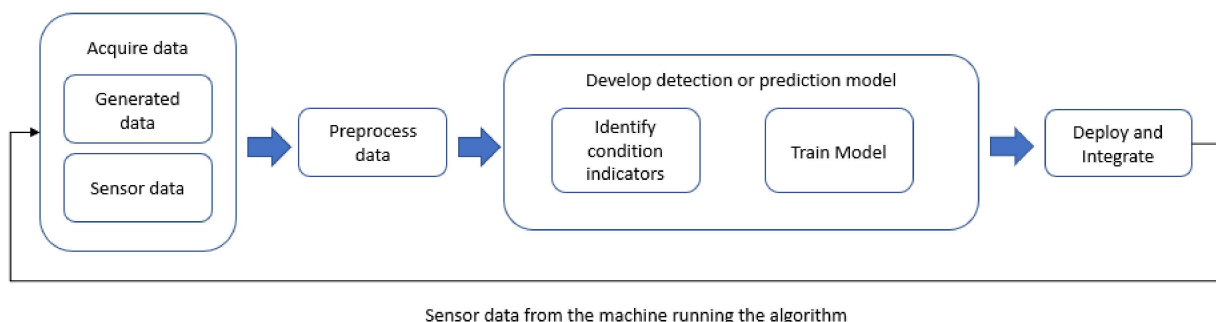 Acquire data
Generated
data
Sensor data
Preprocess
data
Develop detection or prediction model
Identify
condition
indicators
Train Model
Deploy and
Integrate
Sensor data from the machine running the algorithm